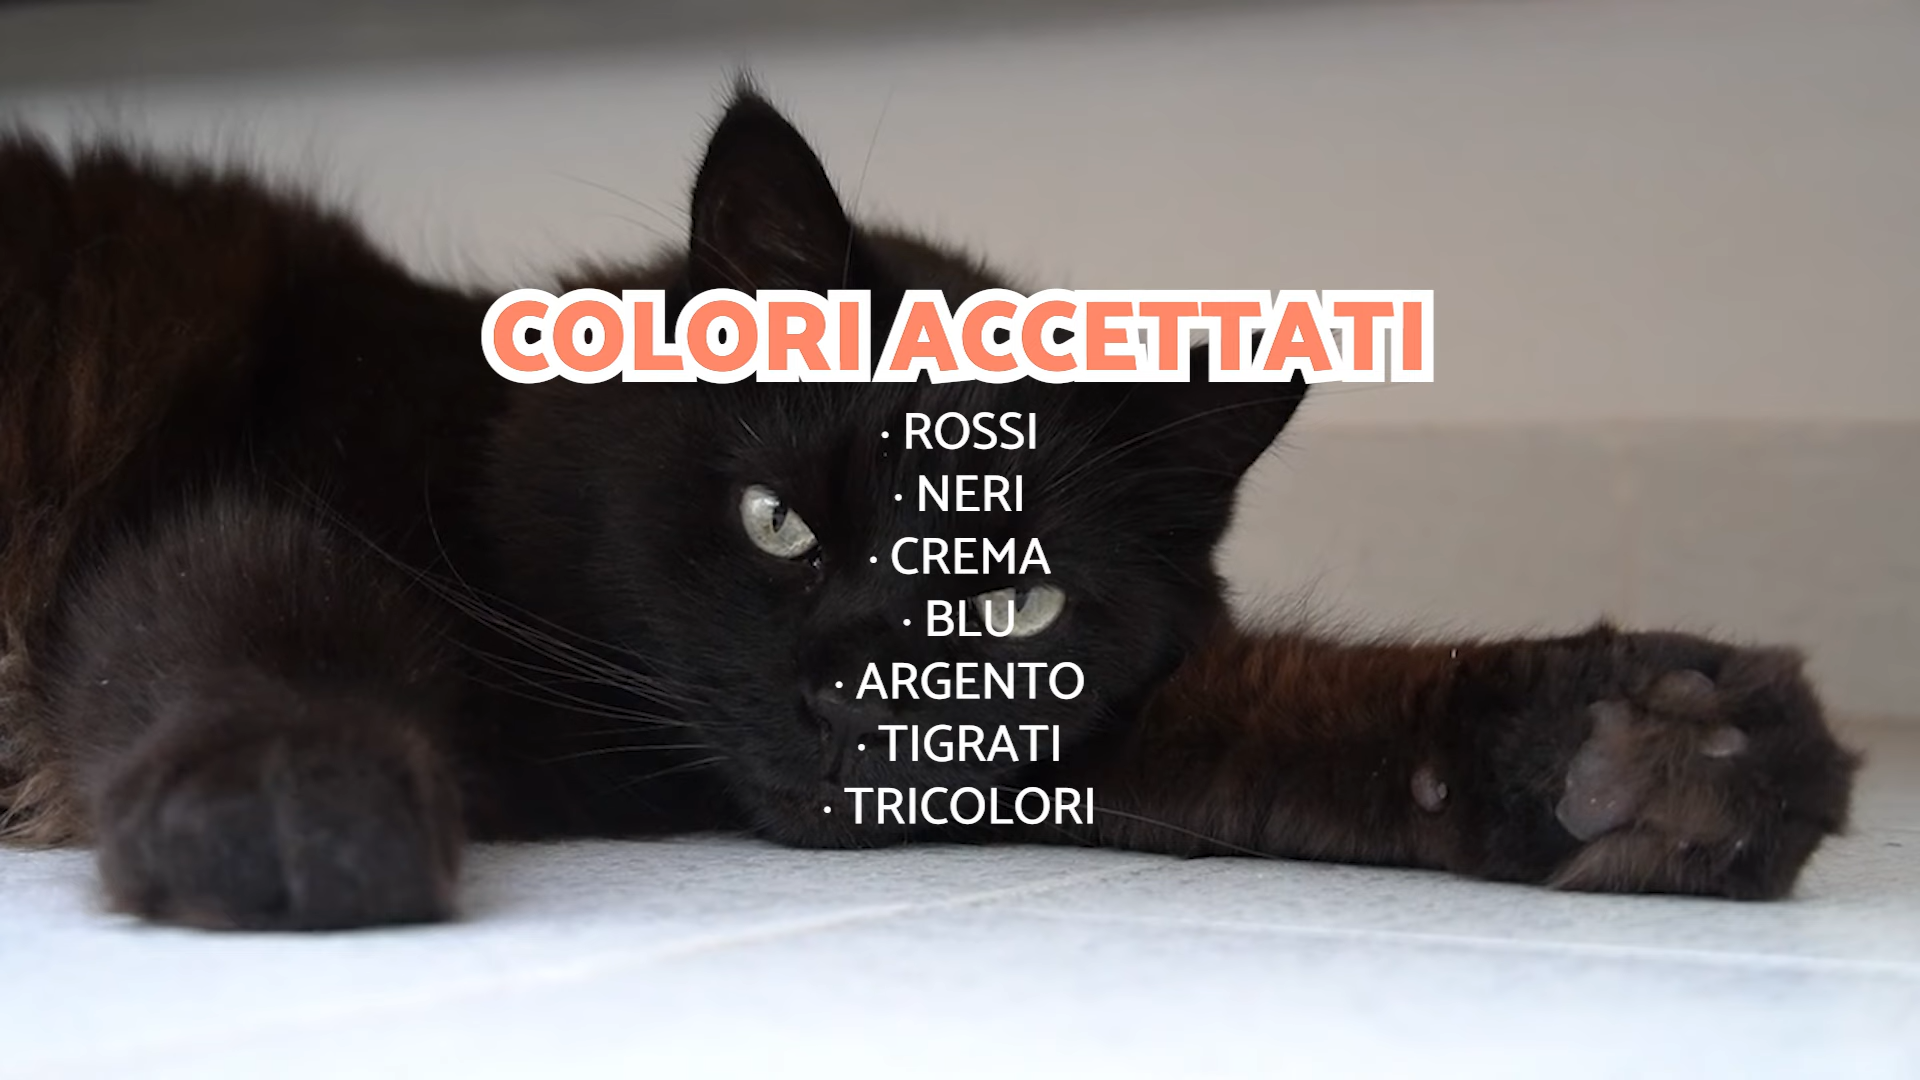 COLORI ACCETTATI
· ROSSI
· NERI
· CREMA
· BLU
· ARGENTO
· TIGRATI
· TRICOLORI